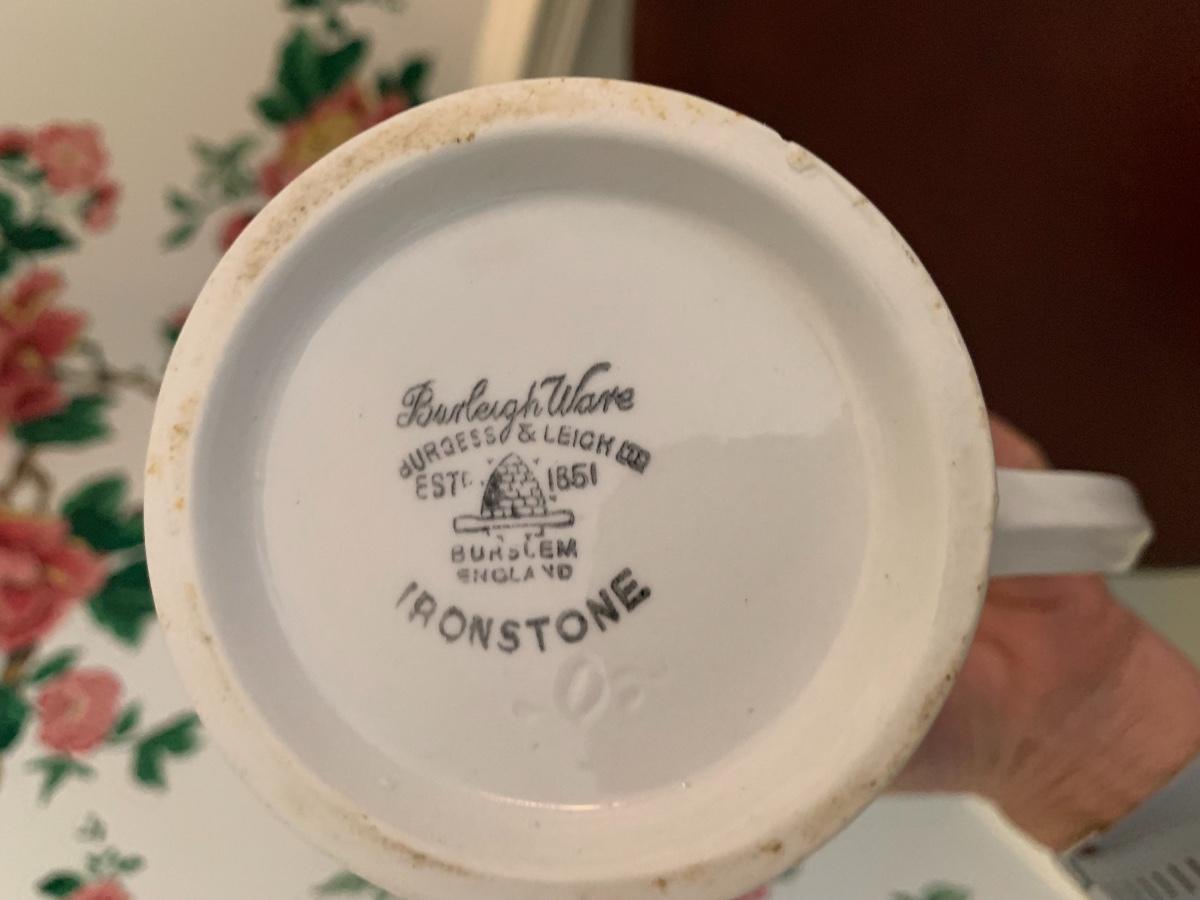 Burleigh Ware
BURGESS & LEIGH LTD
ESTD. 1851
BURSLEM
ENGLAND
IRONSTONE